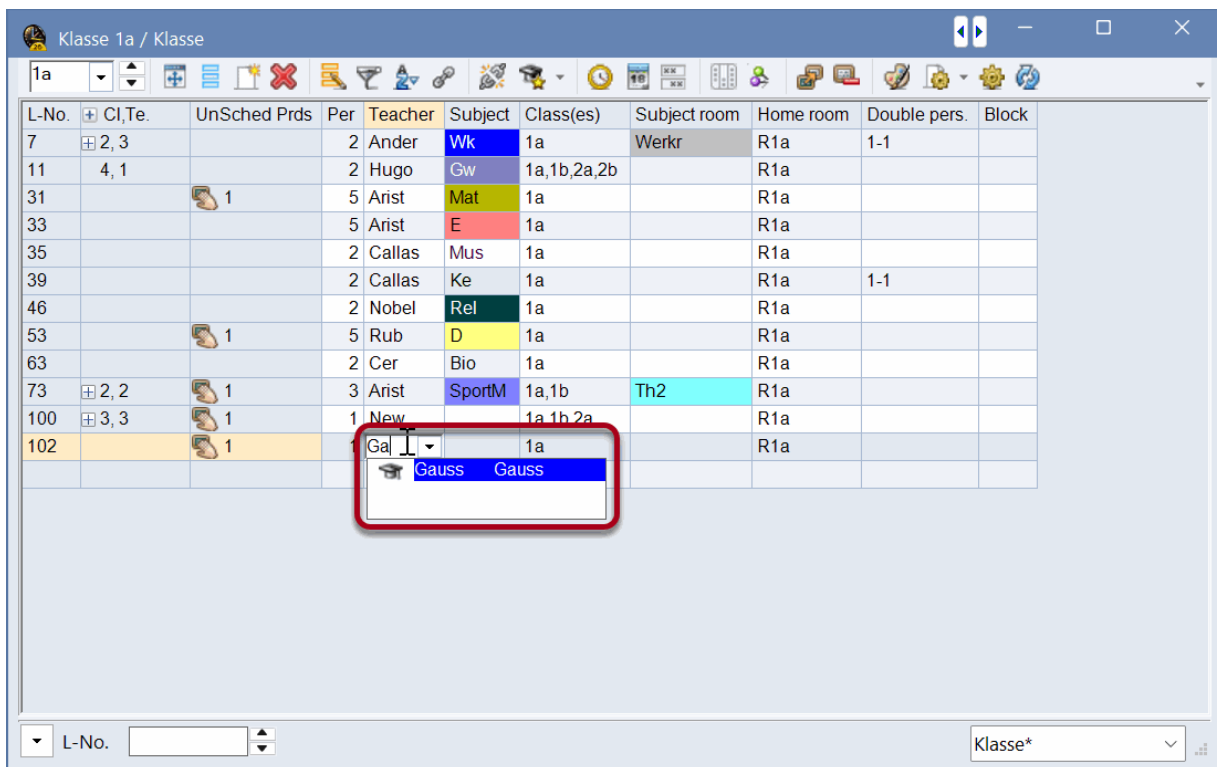 Klasse 1a / Klasse
1a
L-No. Cl,Te. UnSched Prds Per Teacher Subject Class(es) Subject room Home room Double pers. Block
7 2, 3 2 Ander Wk 1a Werkr R1a 1-1
11 4, 1 2 Hugo Gw 1a,1b,2a,2b R1a
31 1 5 Arist Mat 1a R1a
33 5 Arist E 1a R1a
35 2 Callas Mus 1a R1a
39 2 Callas Ke 1a R1a 1-1
46 2 Nobel Rel 1a R1a
53 1 5 Rub D 1a R1a
63 2 Cer Bio 1a R1a
73 2, 2 1 3 Arist SportM 1a,1b Th2 R1a
100 3, 3 1 1 New 1a,1b,2a R1a
102 1 1 Ga 1a R1a
Gauss Gauss
L-No. Klasse*